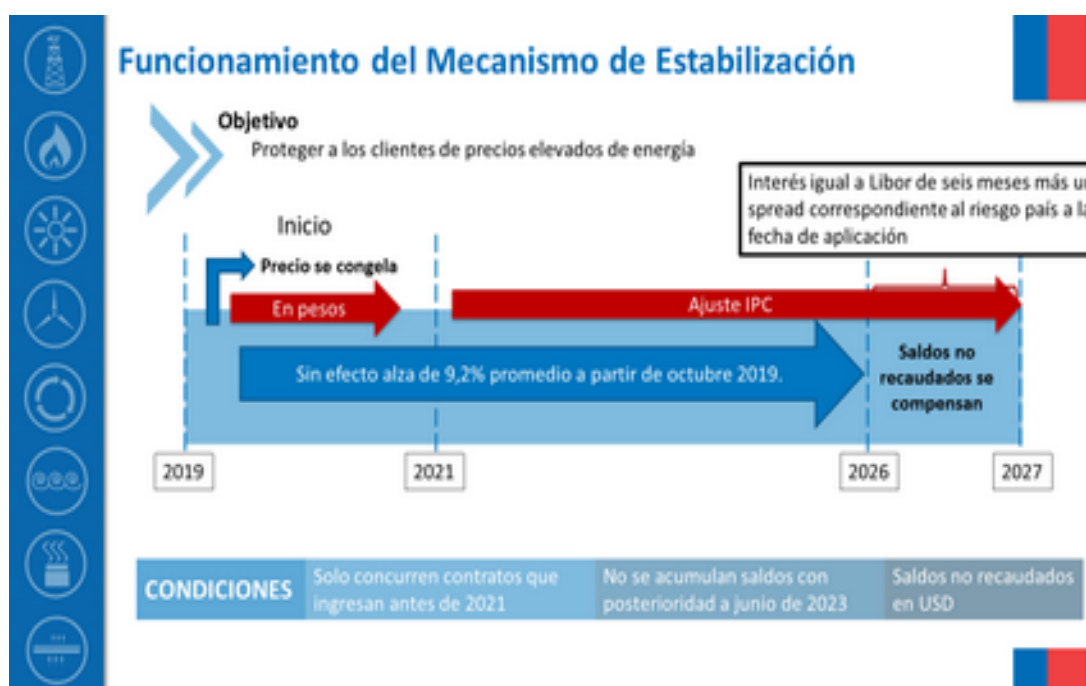 Funcionamiento del Mecanismo de Estabilización
Objetivo
Proteger a los clientes de precios elevados de energía
Interés igual a Libor de seis meses más un
spread correspondiente al riesgo país a la
fecha de aplicación
Inicio
Precio se congela
En pesos
Ajuste IPC
Sin efecto alza de 9,2% promedio a partir de octubre 2019.
Saldos no
recaudados se
compensan
2019
2021
2026
2027
CONDICIONES
Solo concurren contratos que
ingresan antes de 2021
No se acumulan saldos con
posterioridad a junio de 2023
Saldos no recaudados
en USD